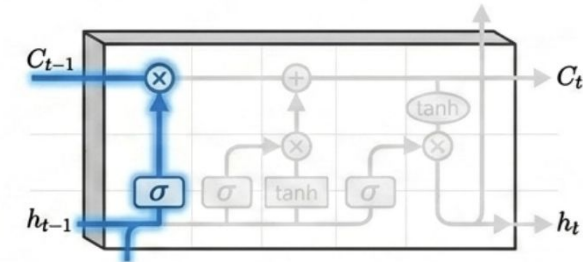 C_{t-1}
×
+
C_t
tanh
×
×
σ
σ
tanh
σ
h_{t-1}
h_t